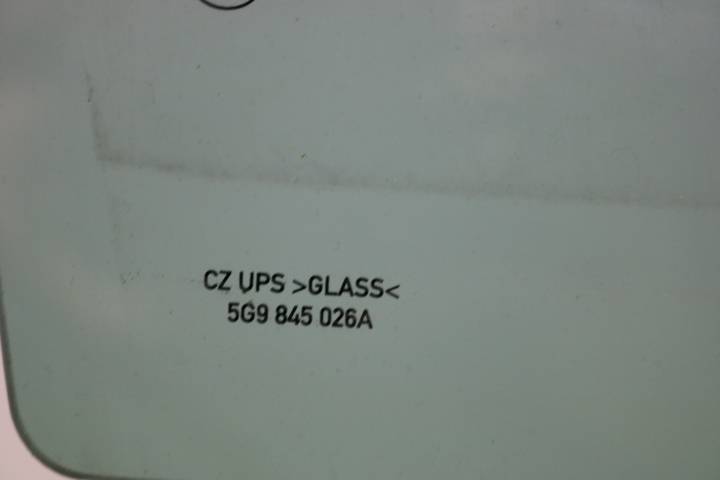 CZ UPS >GLASS<
5G9 845 026A